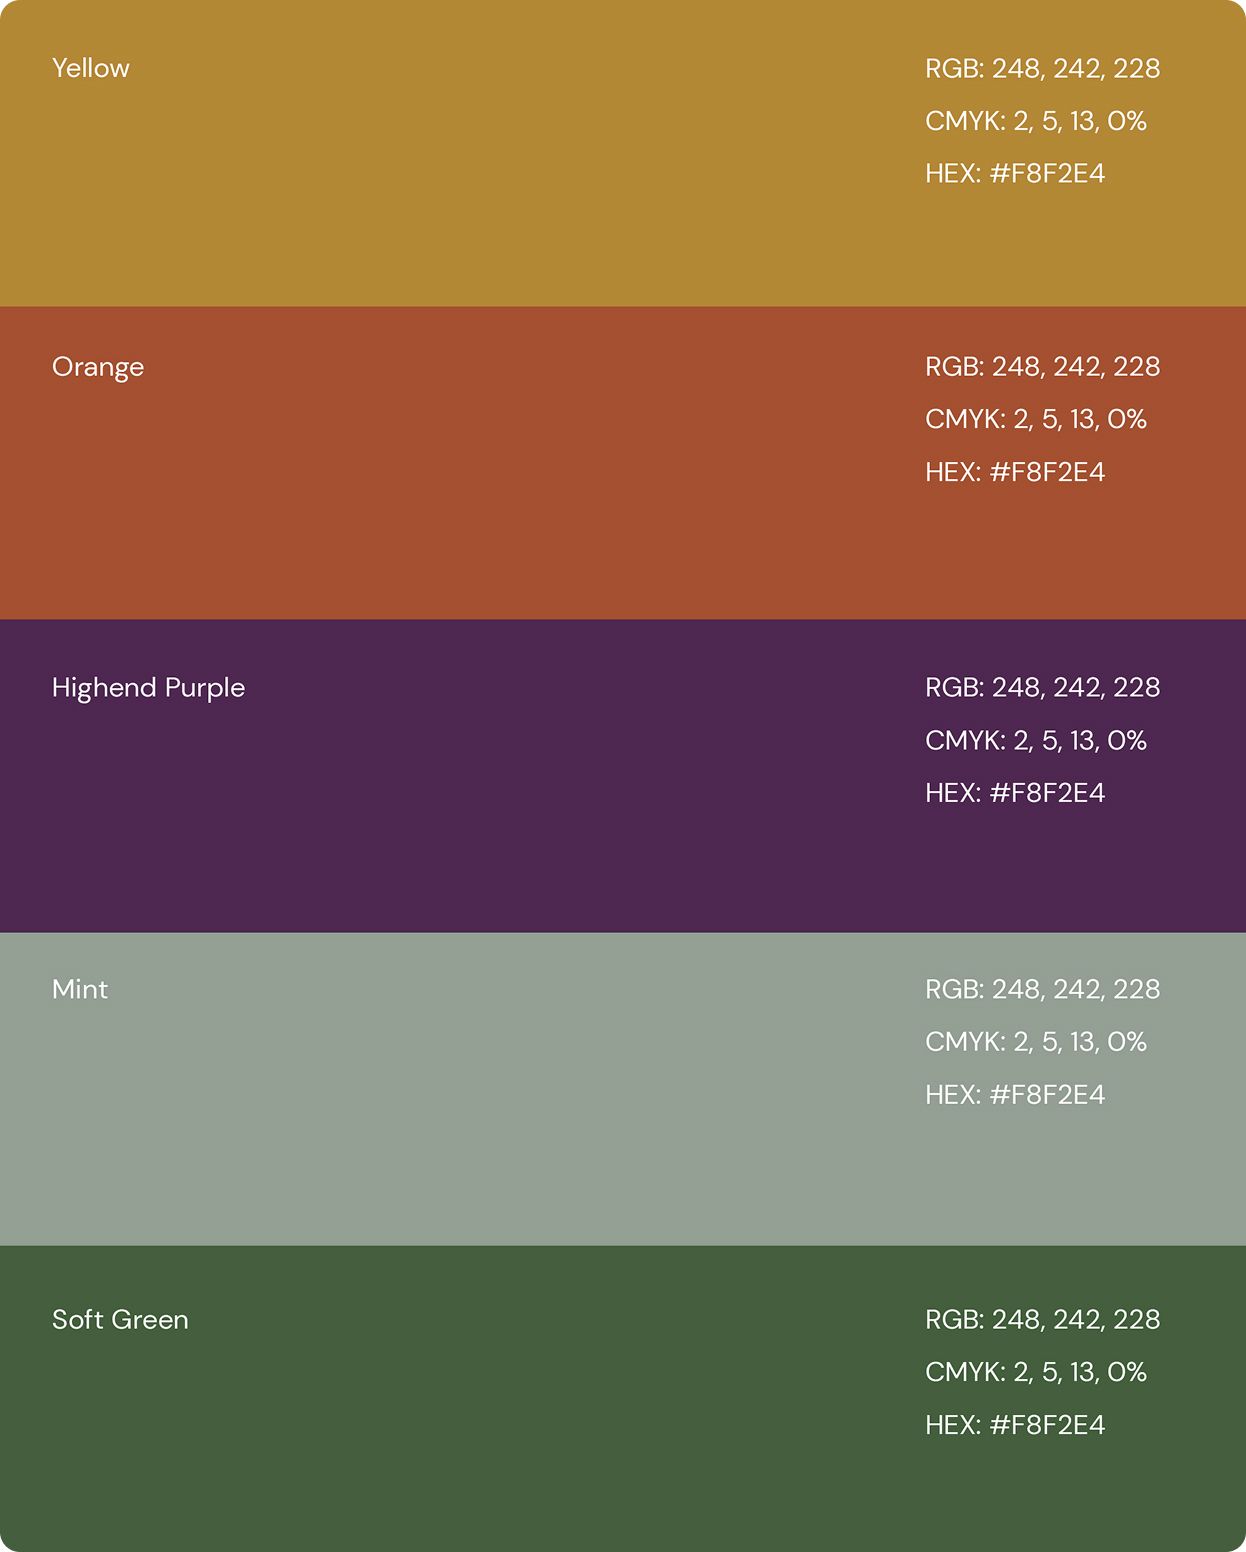 Yellow
RGB: 248, 242, 228
CMYK: 2, 5, 13, 0%
HEX: #F8F2E4
Orange
RGB: 248, 242, 228
CMYK: 2, 5, 13, 0%
HEX: #F8F2E4
Highend Purple
RGB: 248, 242, 228
CMYK: 2, 5, 13, 0%
HEX: #F8F2E4
Mint
RGB: 248, 242, 228
CMYK: 2, 5, 13, 0%
HEX: #F8F2E4
Soft Green
RGB: 248, 242, 228
CMYK: 2, 5, 13, 0%
HEX: #F8F2E4